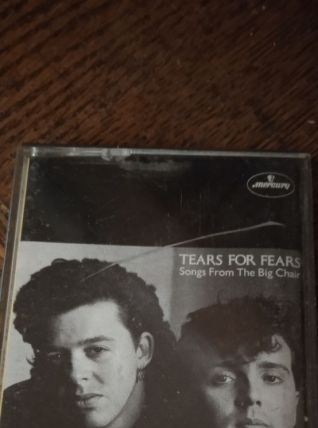 mercury
TEARS FOR FEARS
Songs From The Big Chair